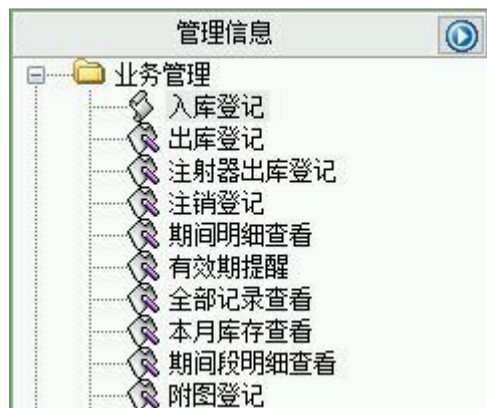 管理信息
业务管理
入库登记
出库登记
注射器出库登记
注销登记
期间明细查看
有效期提醒
全部记录查看
本月库存查看
期间段明细查看
附图登记